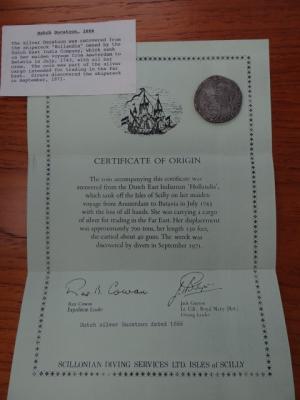 Dutch Ducatoon, 1666
The silver Ducatoon was recovered from
the shipwreck "Hollandia" owned by the
Dutch East India Company, which sank
on her maiden voyage from Amsterdam to
Batavia in July, 1743, with all her
crew. The coin was part of the silver
cargo intended for trading in the Far
East. Divers discovered the shipwreck
in September, 1971.
CERTIFICATE OF ORIGIN
The coin accompanying this certificate was
recovered from the Dutch East Indiaman 'Hollandia',
which sank off the Isles of Scilly on her maiden
voyage from Amsterdam to Batavia in July 1743
with the loss of all hands. She was carrying a cargo
of silver for trading in the Far East. Her displacement
was approximately 700 tons, her length 150 feet,
she carried about 40 guns. The wreck was
discovered by divers in September 1971.
Rex B. Cowan
Rex Cowan
Expedition Leader
Jack Gayton
Lt. Cdr. Royal Navy (Ret.)
Diving Leader
Dutch silver Ducatoon dated 1666
SCILLONIAN DIVING SERVICES LTD. ISLES of SCILLY